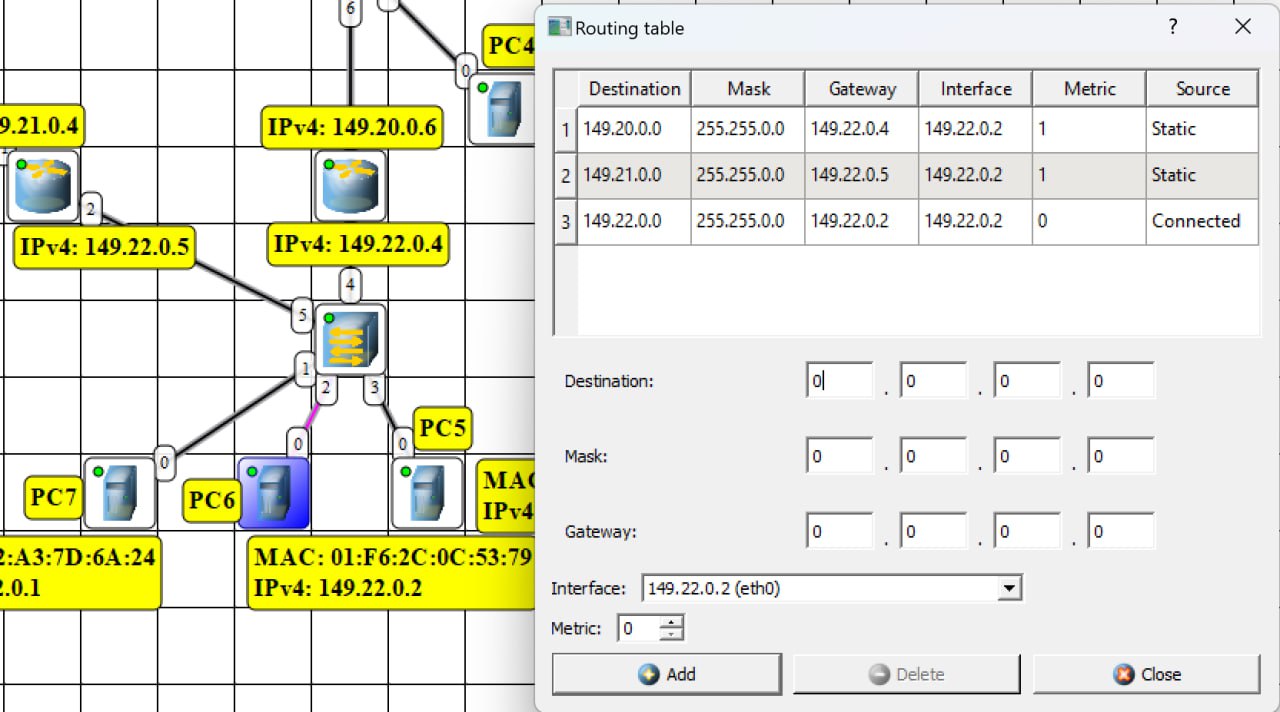 6
0
PC4
9.21.0.4
IPv4: 149.20.0.6
2
IPv4: 149.22.0.5
IPv4: 149.22.0.4
4
5
1
2
3
0
0
0
PC5
PC7
PC6
MAC
IPv4
2:A3:7D:6A:24
2.0.1
MAC: 01:F6:2C:0C:53:79
IPv4: 149.22.0.2
Routing table ?
Destination Mask Gateway Interface Metric Source
1 149.20.0.0 255.255.0.0 149.22.0.4 149.22.0.2 1 Static
2 149.21.0.0 255.255.0.0 149.22.0.5 149.22.0.2 1 Static
3 149.22.0.0 255.255.0.0 149.22.0.2 149.22.0.2 0 Connected
Destination: 0 . 0 . 0 . 0
Mask: 0 . 0 . 0 . 0
Gateway: 0 . 0 . 0 . 0
Interface: 149.22.0.2 (eth0)
Metric: 0
Add Delete Close